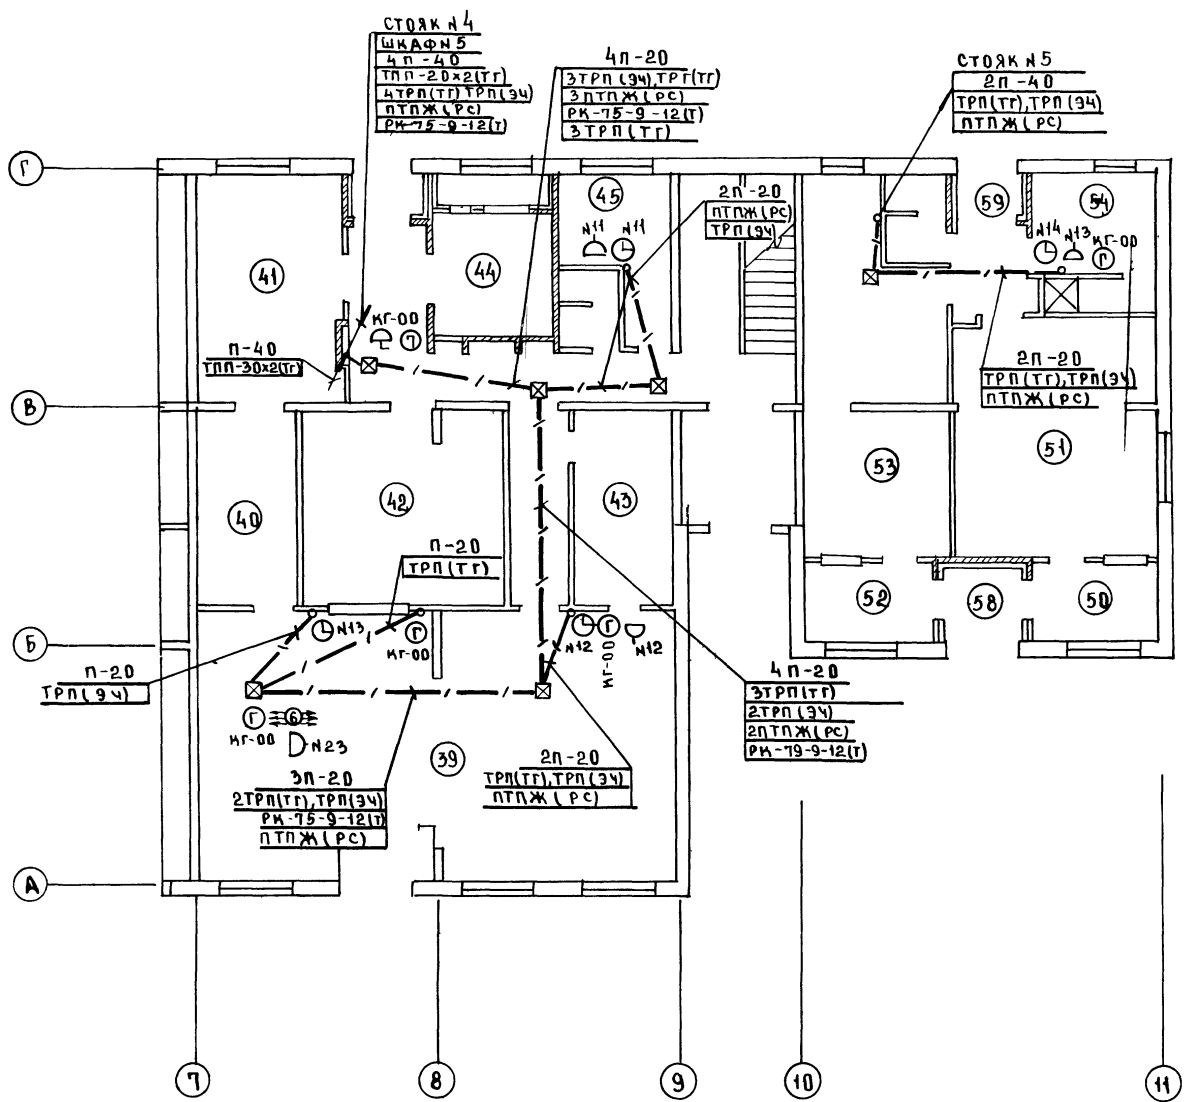 СТОЯК N4
ШКАФ N5
4П-40
ТПП-20×2(ТГ)
4ТРП(ТГ) ТРП(ЭЧ)
ПТПЖ(РС)
РК-75-9-12(Т)
4П-20
3ТРП(ЭЧ),ТРГ(ТГ)
3ПТПЖ(РС)
РК-75-9-12(Т)
3ТРП(ТГ)
СТОЯК N5
2П-40
ТРП(ТГ),ТРП(ЭЧ)
ПТПЖ(РС)
Г
45
2П-20
ПТПЖ(РС)
ТРП(ЭЧ)
59
54
N11
N11
N14
N13
КГ-00
Г
41
44
КГ-00
7
П-40
ТПП-30×2(ТГ)
2П-20
ТРП(ТГ),ТРП(ЭЧ)
ПТПЖ(РС)
В
53
51
40
42
43
П-20
ТРП(ТГ)
52
58
50
Б
N13
Г
КГ-00
Г
N12
КГ-00
N12
П-20
ТРП(ЭЧ)
4П-20
3ТРП(ТГ)
2ТРП(ЭЧ)
2ПТПЖ(РС)
РК-79-9-12(Т)
Г
6
КГ-00
N23
39
2П-20
ТРП(ТГ),ТРП(ЭЧ)
ПТПЖ(РС)
3П-20
2ТРП(ТГ),ТРП(ЭЧ)
РК-75-9-12(Т)
ПТПЖ(РС)
А
7
8
9
10
11